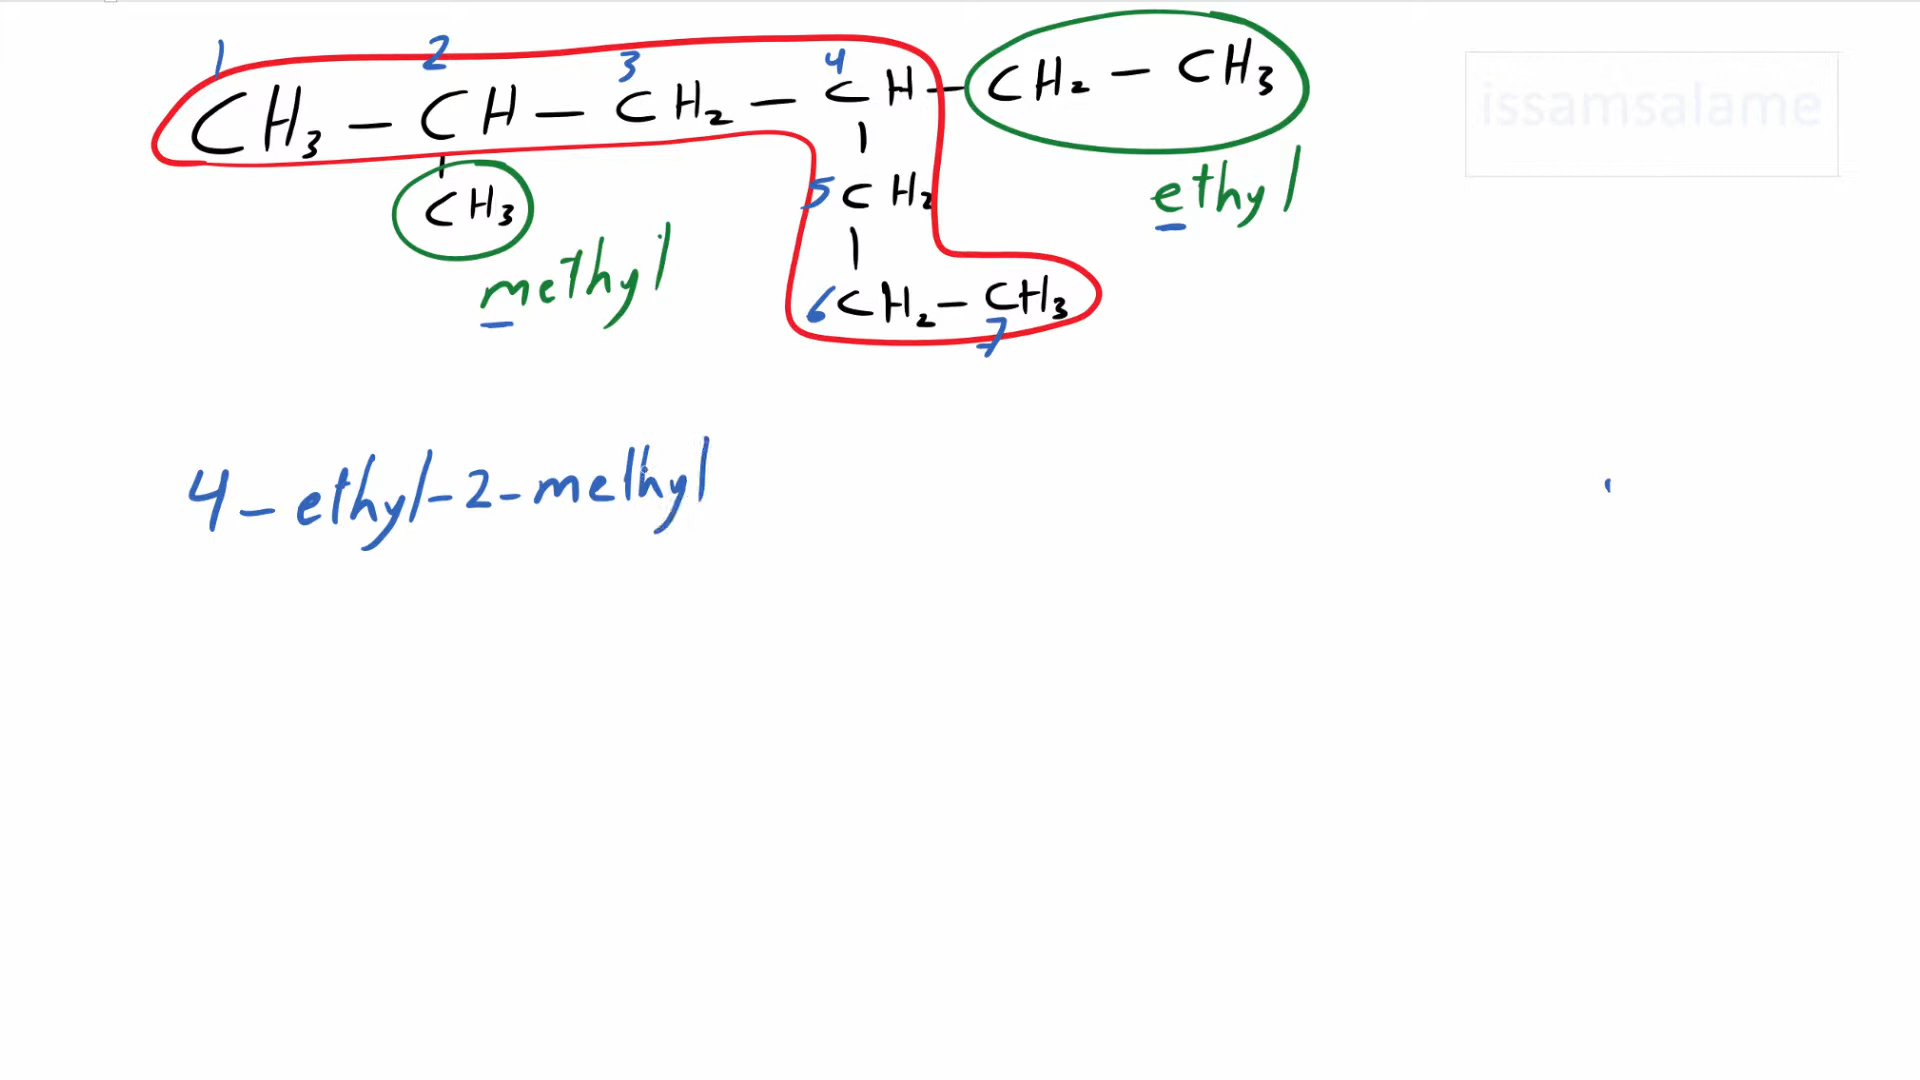 1 2 3 4
CH₃ – CH – CH₂ – CH – CH₂ – CH₃
issamsalame
CH₃
5 CH₂
ethyl
methyl
6 CH₂ – CH₃
7
4-ethyl-2-methyl